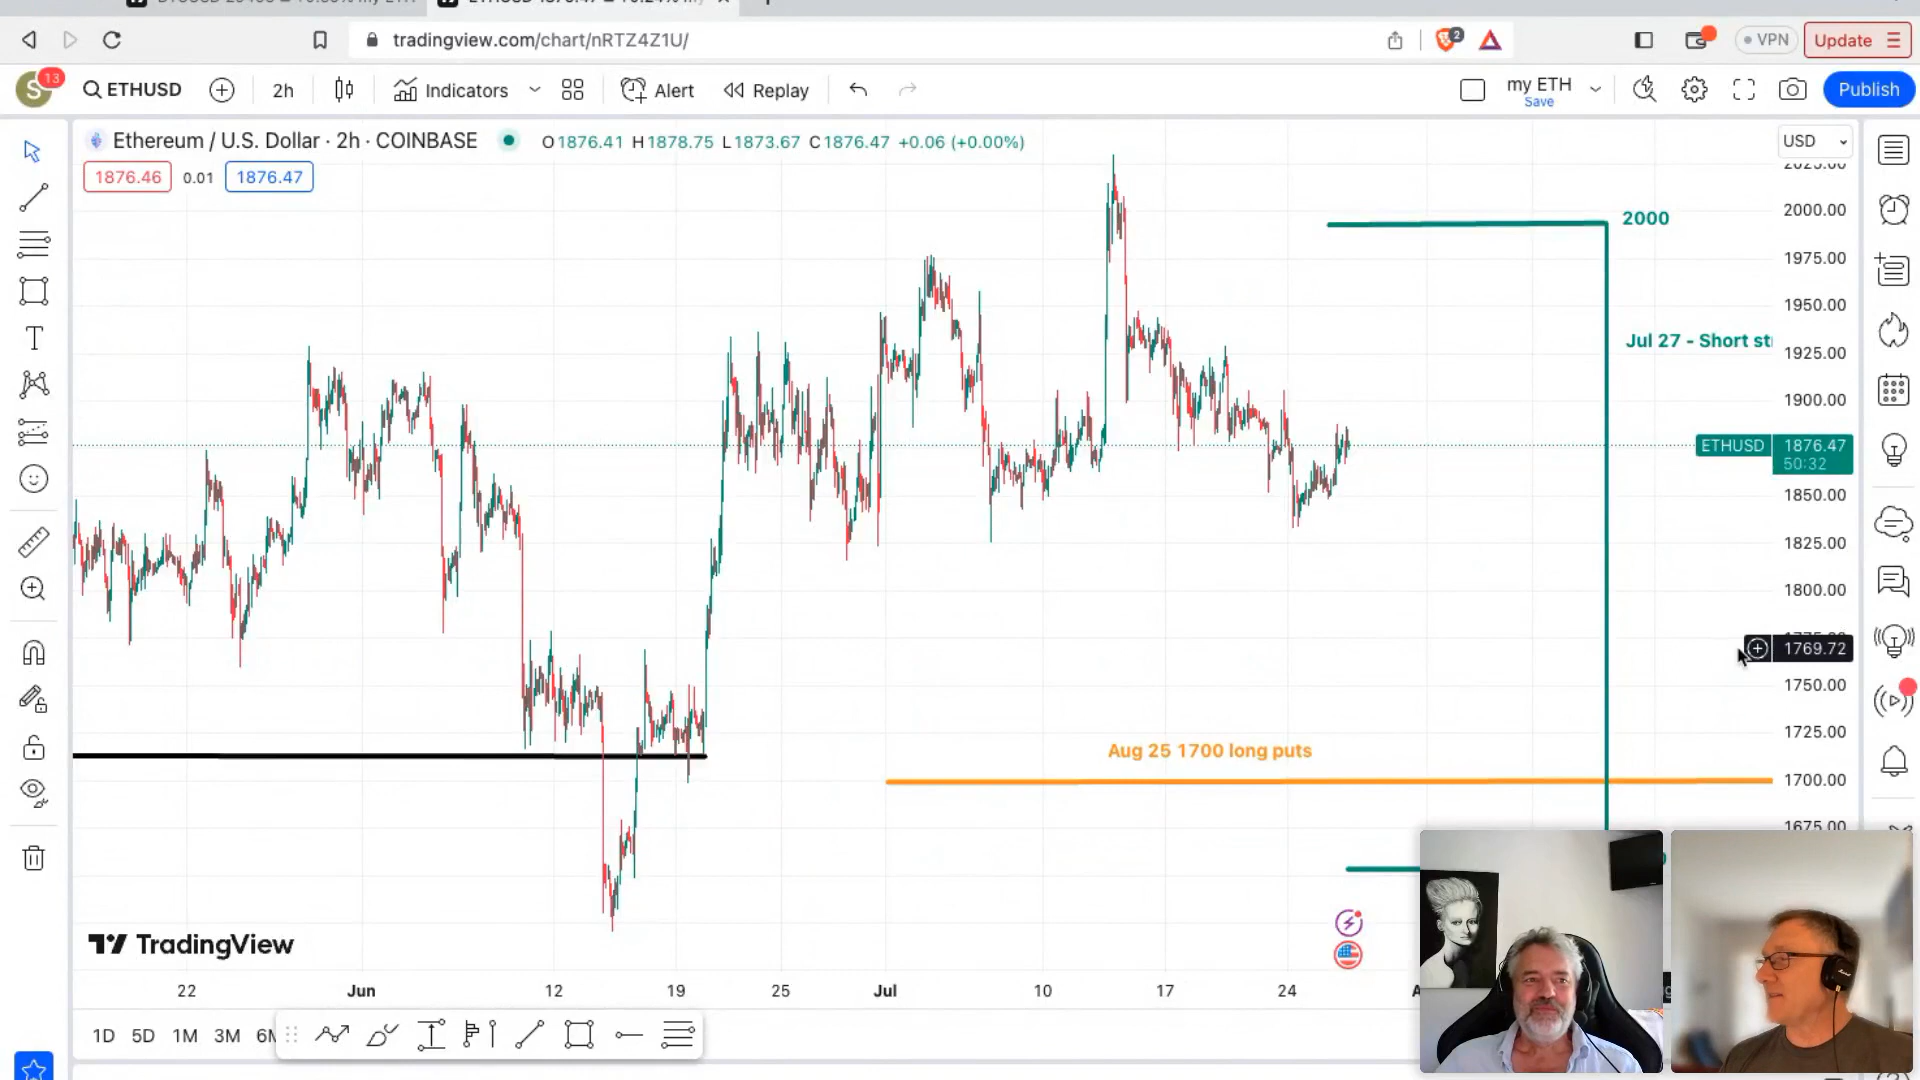 tradingview.com/chart/nRTZ4Z1U/
2
VPN
Update
S
13
ETHUSD
2h
Indicators
Alert
Replay
my ETH
Save
Publish
Ethereum / U.S. Dollar · 2h · COINBASE
O1876.41 H1878.75 L1873.67 C1876.47 +0.06 (+0.00%)
USD
1876.46
0.01
1876.47
2000
2000.00
1975.00
1950.00
Jul 27 - Short
1925.00
1900.00
ETHUSD
1876.47
50:32
1850.00
1825.00
1800.00
1769.72
1750.00
1725.00
Aug 25 1700 long puts
1700.00
1675.00
TradingView
22
Jun
12
19
25
Jul
10
17
24
1D
5D
1M
3M